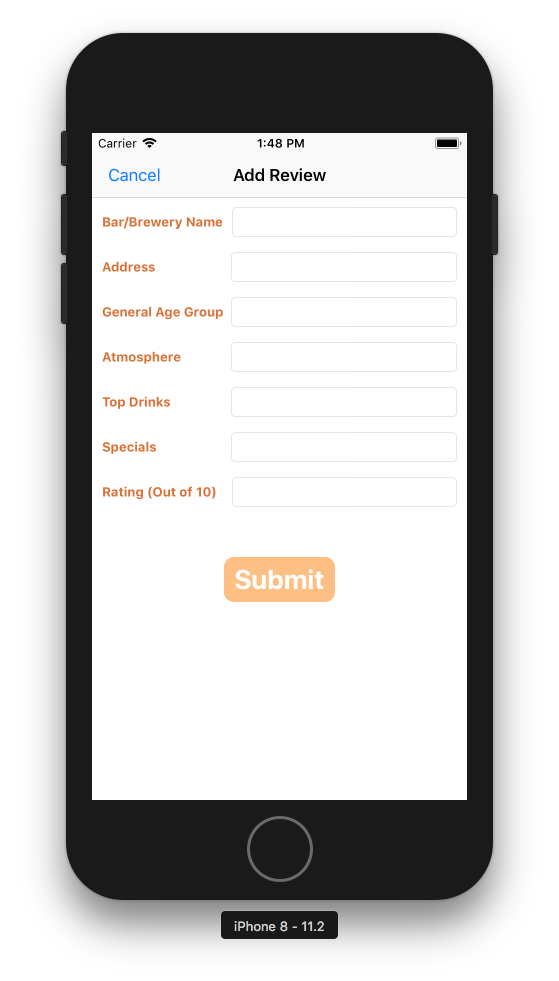 Carrier 1:48 PM
Cancel Add Review
Bar/Brewery Name
Address
General Age Group
Atmosphere
Top Drinks
Specials
Rating (Out of 10)
Submit
iPhone 8 - 11.2